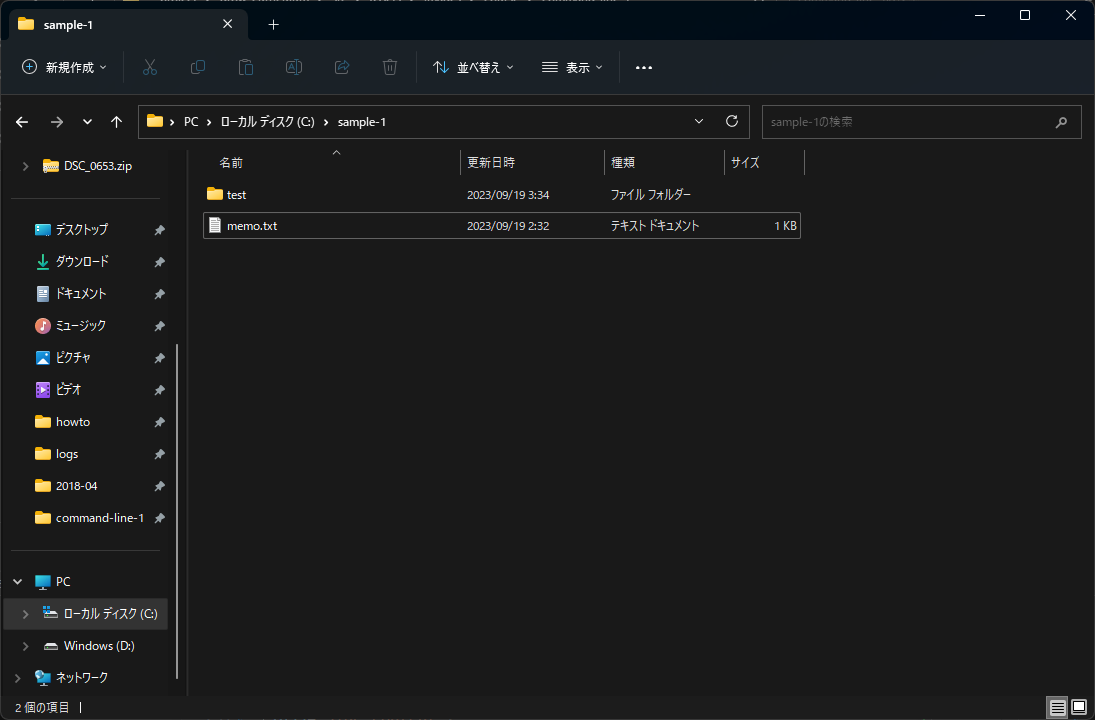 sample-1
新規作成
並べ替え
表示
PC
ローカル ディスク (C:)
sample-1
sample-1の検索
DSC_0653.zip
デスクトップ
ダウンロード
ドキュメント
ミュージック
ピクチャ
ビデオ
howto
logs
2018-04
command-line-1
PC
ローカル ディスク (C:)
Windows (D:)
ネットワーク
名前 更新日時 種類 サイズ
test 2023/09/19 3:34 ファイル フォルダー
memo.txt 2023/09/19 2:32 テキスト ドキュメント 1 KB
2 個の項目